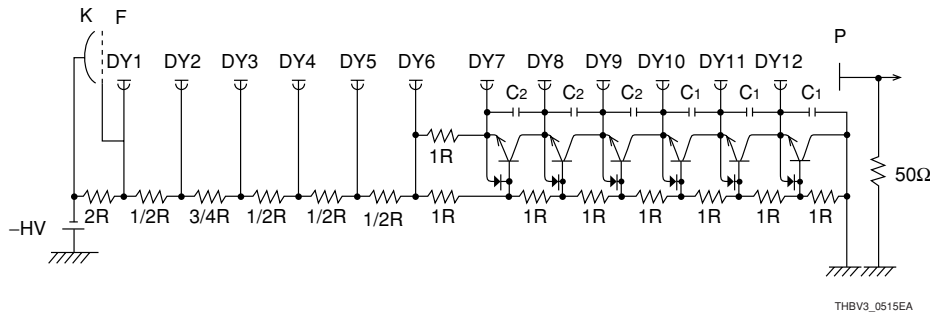 K F P
DY1 DY2 DY3 DY4 DY5 DY6 DY7 DY8 DY9 DY10 DY11 DY12
C2 C2 C2 C1 C1 C1
1R
50Ω
2R 1/2R 3/4R 1/2R 1/2R 1/2R 1R 1R 1R 1R 1R 1R 1R
−HV
THBV3_0515EA